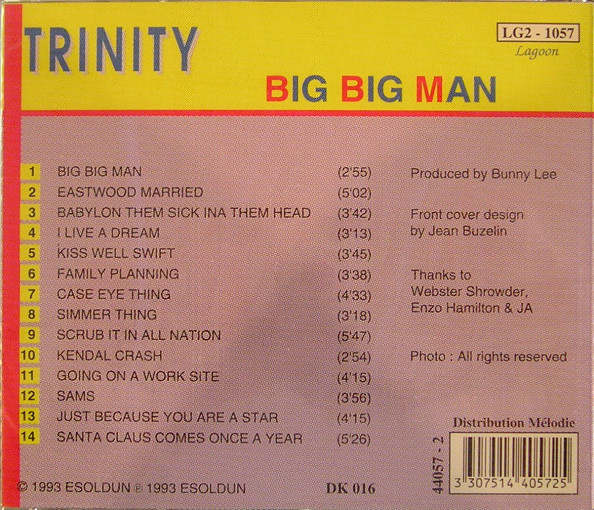 TRINITY
LG2 - 1057
Lagoon
BIG BIG MAN
1 BIG BIG MAN (2'55)
2 EASTWOOD MARRIED (5'02)
3 BABYLON THEM SICK INA THEM HEAD (3'42)
4 I LIVE A DREAM (3'13)
5 KISS WELL SWIFT (3'45)
6 FAMILY PLANNING (3'38)
7 CASE EYE THING (4'33)
8 SIMMER THING (3'18)
9 SCRUB IT IN ALL NATION (5'47)
10 KENDAL CRASH (2'54)
11 GOING ON A WORK SITE (4'15)
12 SAMS (3'56)
13 JUST BECAUSE YOU ARE A STAR (4'15)
14 SANTA CLAUS COMES ONCE A YEAR (5'26)
Produced by Bunny Lee
Front cover design
by Jean Buzelin
Thanks to
Webster Shrowder,
Enzo Hamilton & JA
Photo : All rights reserved
Distribution Mélodie
44057 - 2
3 307514 405725
© 1993 ESOLDUN ℗ 1993 ESOLDUN
DK 016